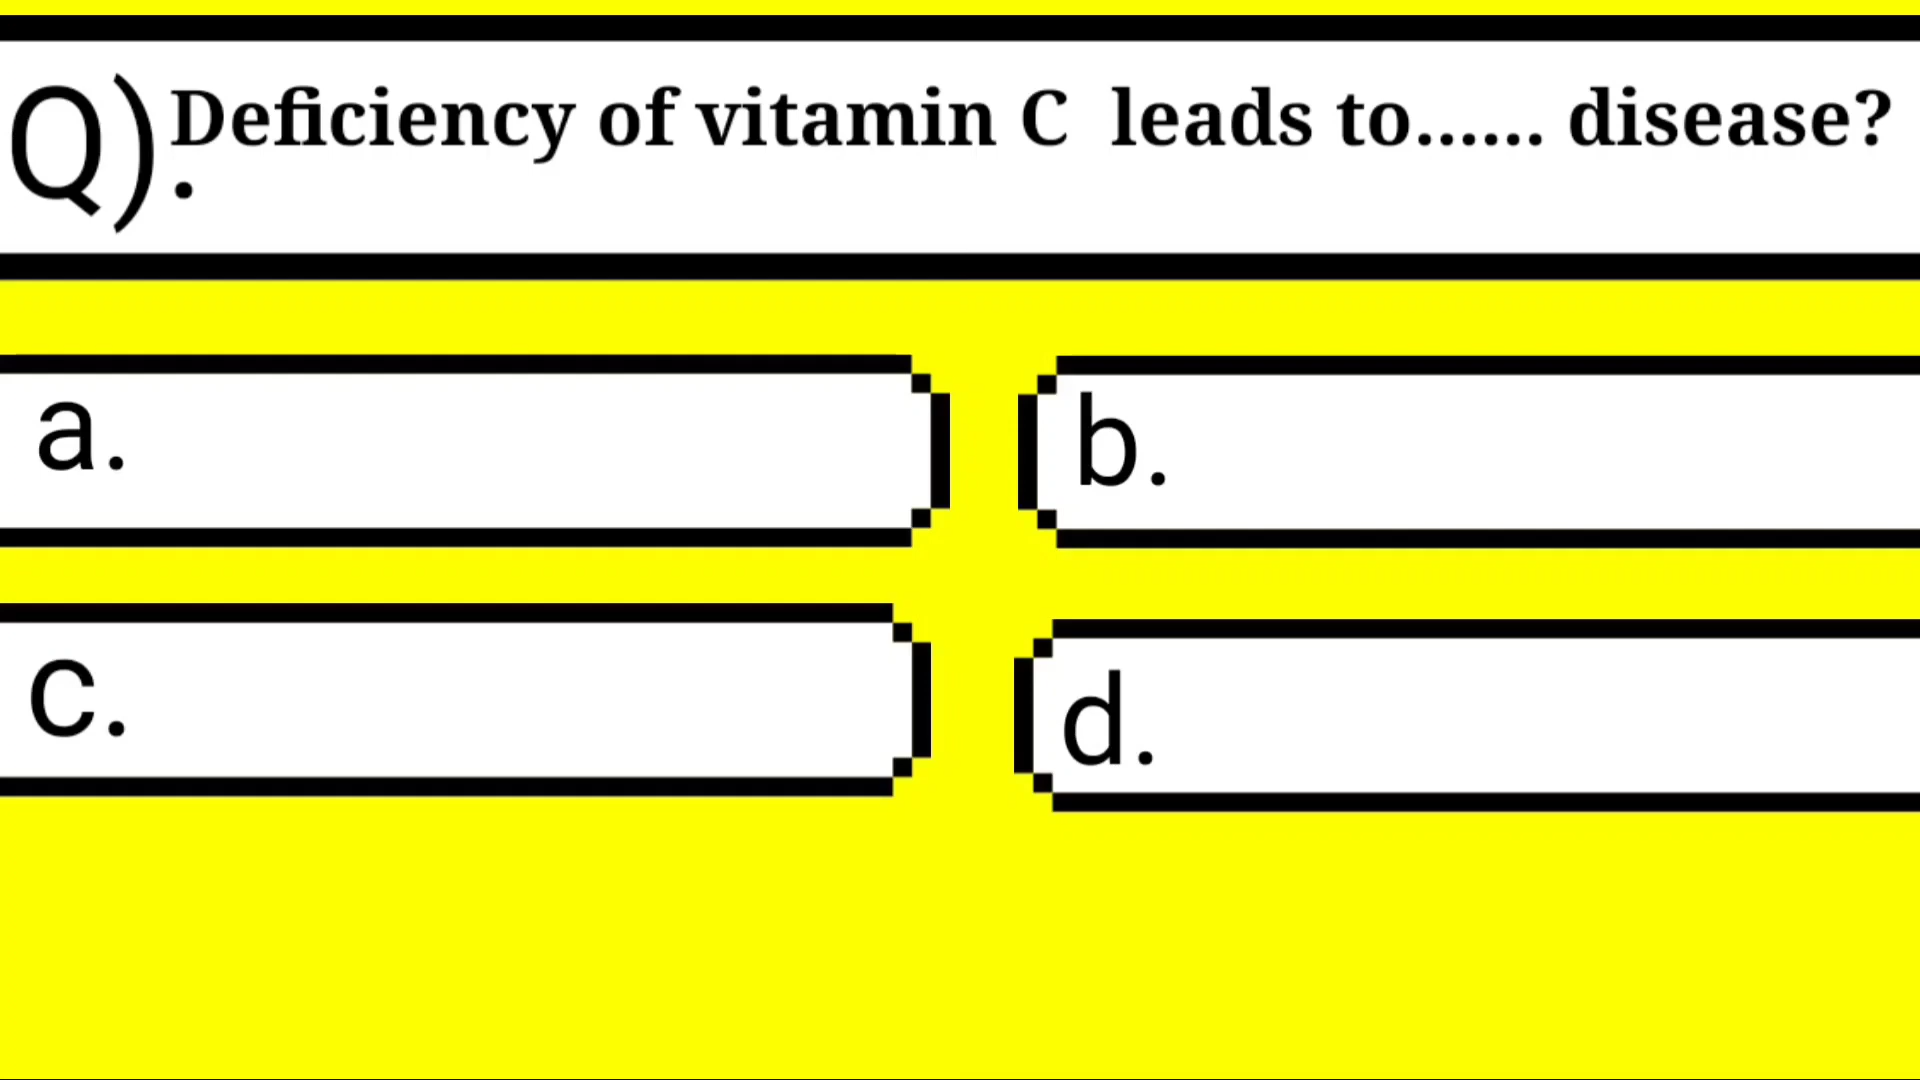 Q). Deficiency of vitamin C leads to...... disease?
a.
b.
c.
d.